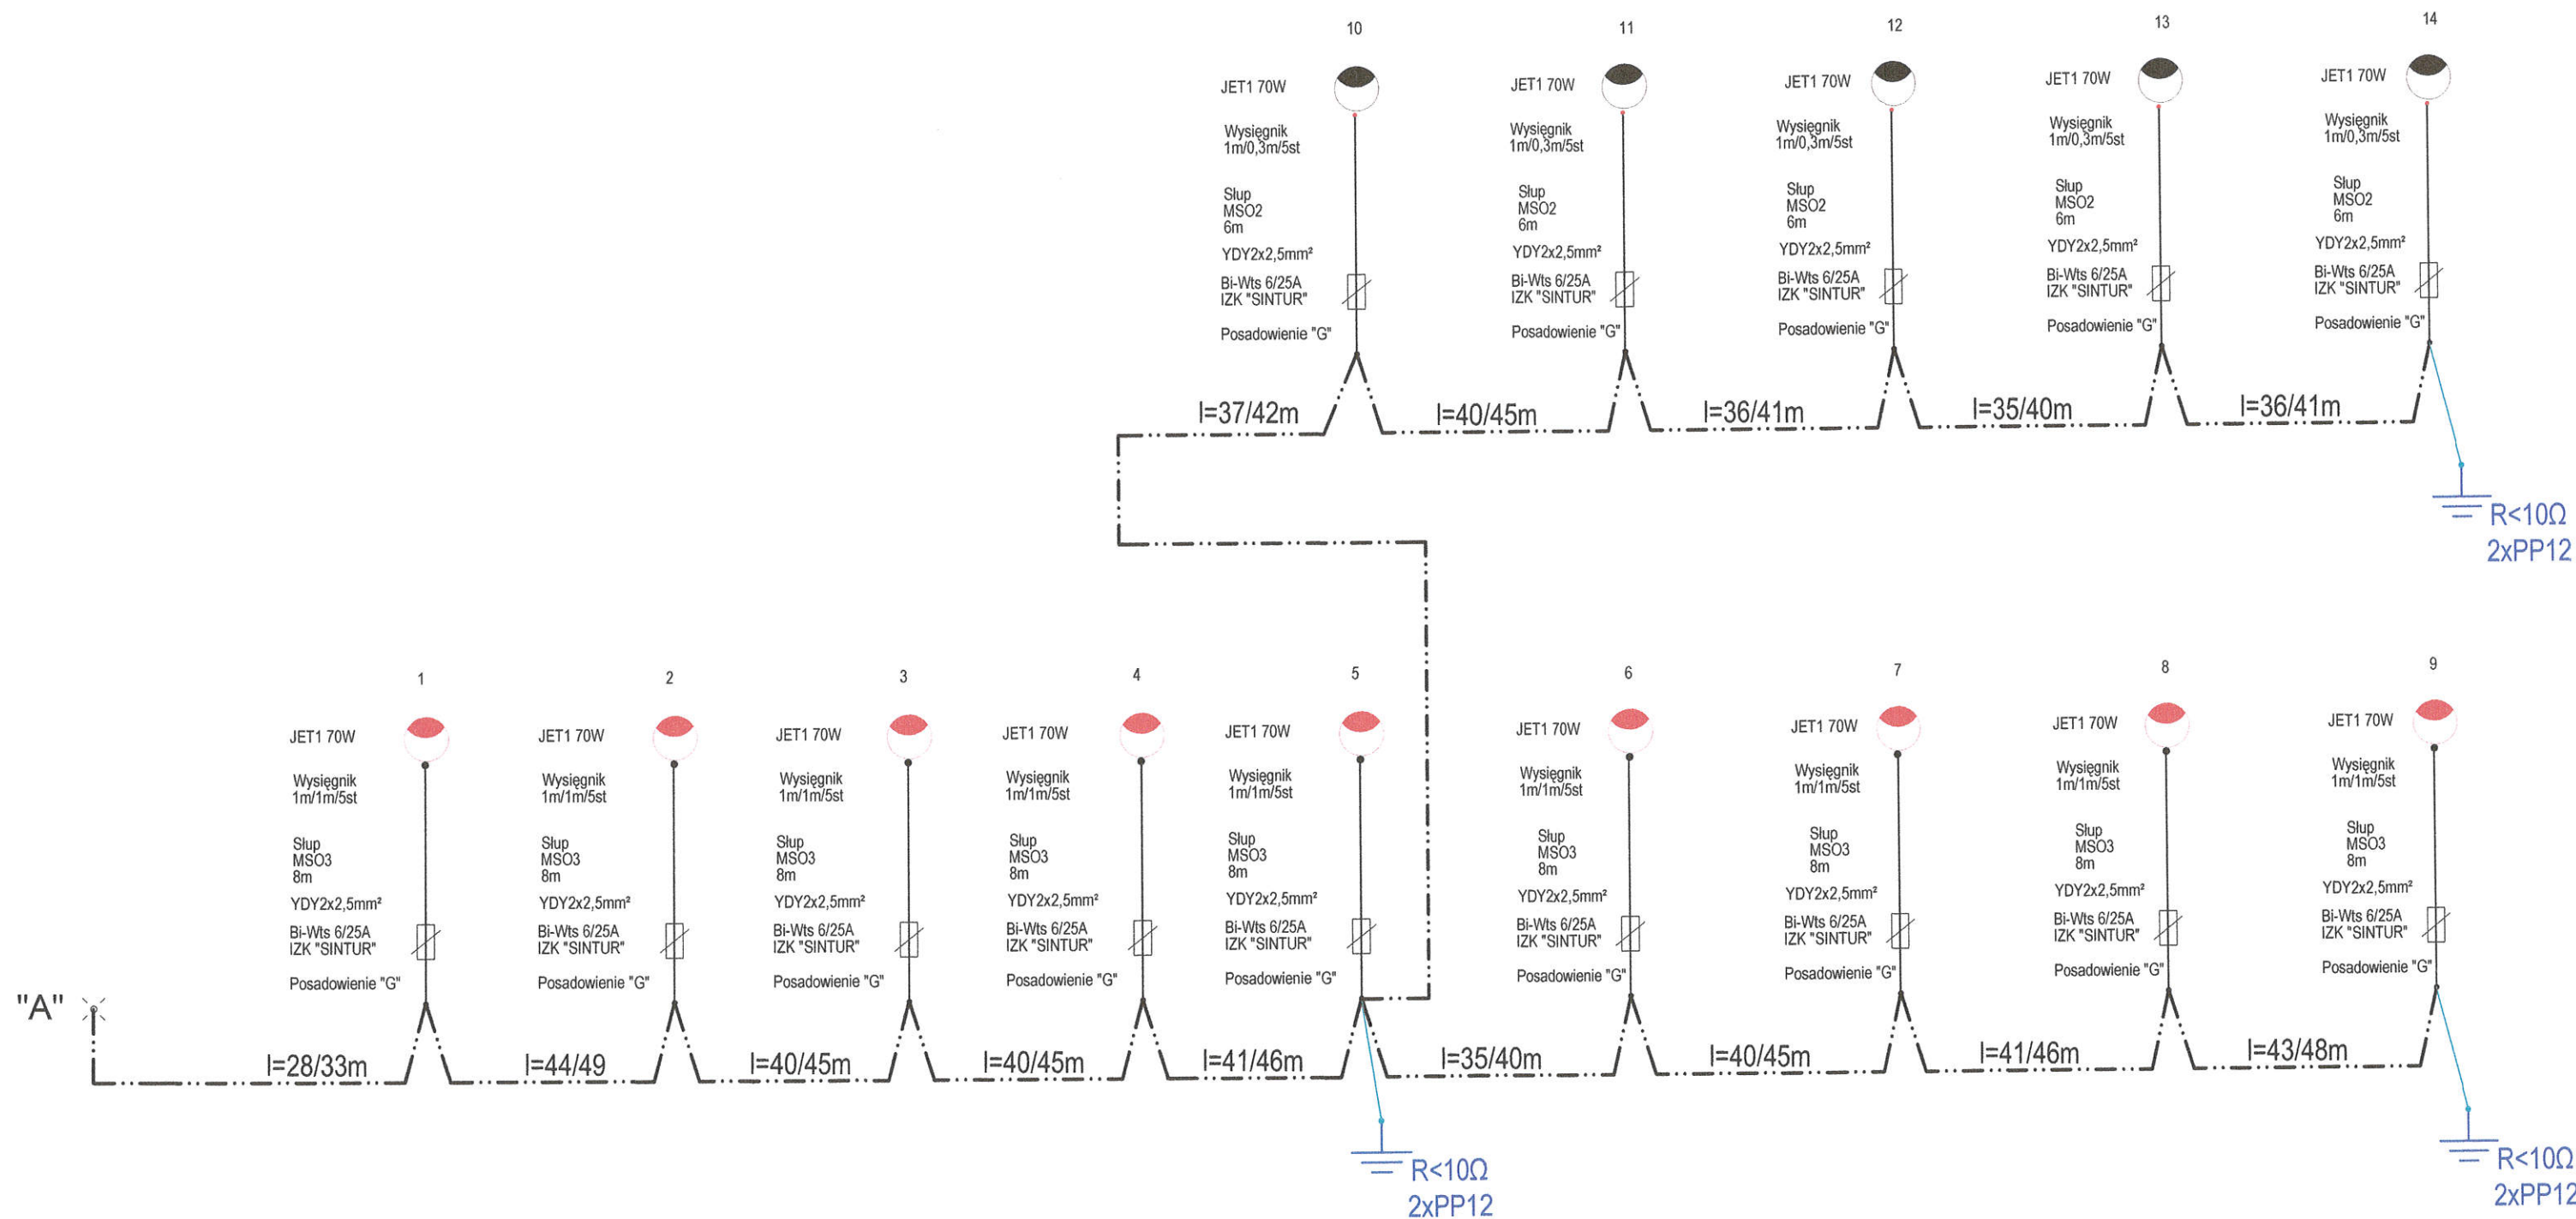 10
JET1 70W
Wysięgnik
1m/0,3m/5st
Słup
MSO2
6m
YDY2x2,5mm²
Bi-Wts 6/25A
IZK "SINTUR"
Posadowienie "G"
11
JET1 70W
Wysięgnik
1m/0,3m/5st
Słup
MSO2
6m
YDY2x2,5mm²
Bi-Wts 6/25A
IZK "SINTUR"
Posadowienie "G"
12
JET1 70W
Wysięgnik
1m/0,3m/5st
Słup
MSO2
6m
YDY2x2,5mm²
Bi-Wts 6/25A
IZK "SINTUR"
Posadowienie "G"
13
JET1 70W
Wysięgnik
1m/0,3m/5st
Słup
MSO2
6m
YDY2x2,5mm²
Bi-Wts 6/25A
IZK "SINTUR"
Posadowienie "G"
14
JET1 70W
Wysięgnik
1m/0,3m/5st
Słup
MSO2
6m
YDY2x2,5mm²
Bi-Wts 6/25A
IZK "SINTUR"
Posadowienie "G"
l=37/42m
l=40/45m
l=36/41m
l=35/40m
l=36/41m
R<10Ω
2xPP12
1
JET1 70W
Wysięgnik
1m/1m/5st
Słup
MSO3
8m
YDY2x2,5mm²
Bi-Wts 6/25A
IZK "SINTUR"
Posadowienie "G"
2
JET1 70W
Wysięgnik
1m/1m/5st
Słup
MSO3
8m
YDY2x2,5mm²
Bi-Wts 6/25A
IZK "SINTUR"
Posadowienie "G"
3
JET1 70W
Wysięgnik
1m/1m/5st
Słup
MSO3
8m
YDY2x2,5mm²
Bi-Wts 6/25A
IZK "SINTUR"
Posadowienie "G"
4
JET1 70W
Wysięgnik
1m/1m/5st
Słup
MSO3
8m
YDY2x2,5mm²
Bi-Wts 6/25A
IZK "SINTUR"
Posadowienie "G"
5
JET1 70W
Wysięgnik
1m/1m/5st
Słup
MSO3
8m
YDY2x2,5mm²
Bi-Wts 6/25A
IZK "SINTUR"
Posadowienie "G"
6
JET1 70W
Wysięgnik
1m/1m/5st
Słup
MSO3
8m
YDY2x2,5mm²
Bi-Wts 6/25A
IZK "SINTUR"
Posadowienie "G"
7
JET1 70W
Wysięgnik
1m/1m/5st
Słup
MSO3
8m
YDY2x2,5mm²
Bi-Wts 6/25A
IZK "SINTUR"
Posadowienie "G"
8
JET1 70W
Wysięgnik
1m/1m/5st
Słup
MSO3
8m
YDY2x2,5mm²
Bi-Wts 6/25A
IZK "SINTUR"
Posadowienie "G"
9
JET1 70W
Wysięgnik
1m/1m/5st
Słup
MSO3
8m
YDY2x2,5mm²
Bi-Wts 6/25A
IZK "SINTUR"
Posadowienie "G"
"A"
l=28/33m
l=44/49
l=40/45m
l=40/45m
l=41/46m
l=35/40m
l=40/45m
l=41/46m
l=43/48m
R<10Ω
2xPP12
R<10Ω
2xPP12